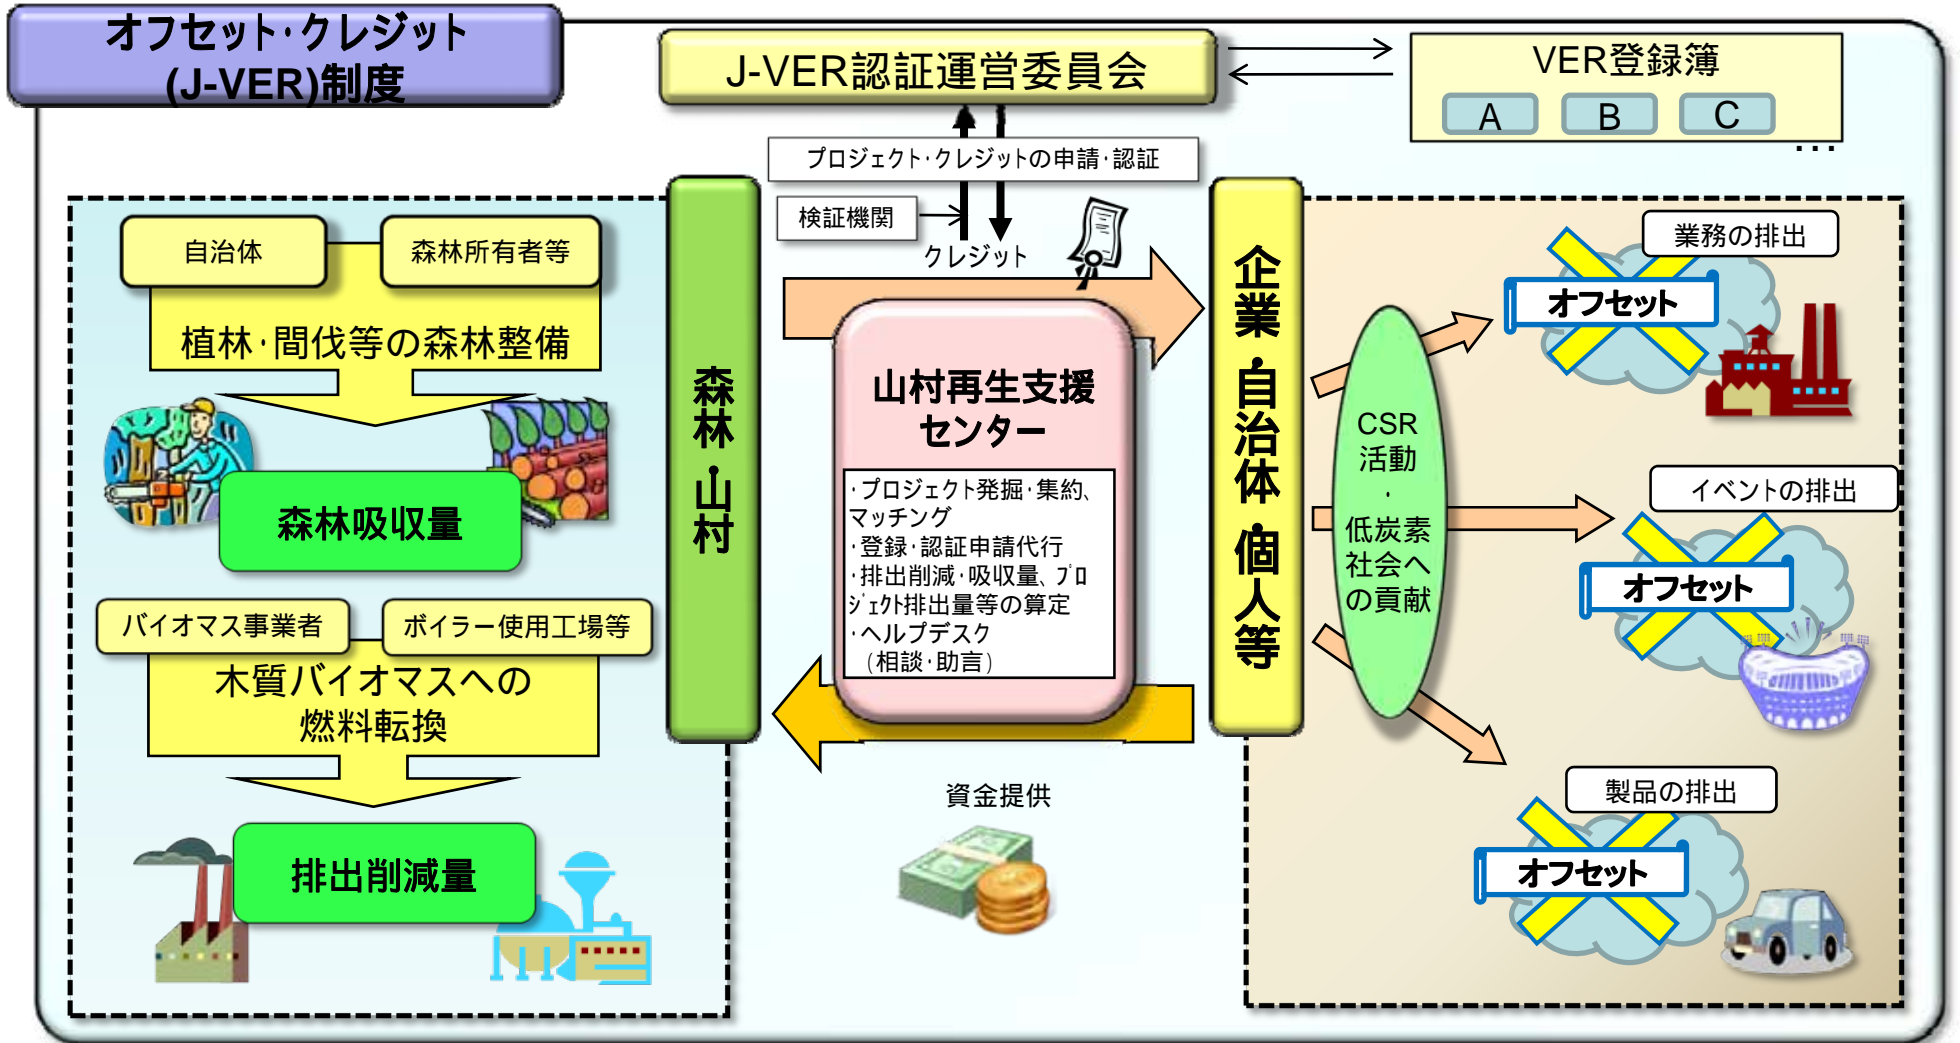 オフセット・クレジット
(J-VER)制度
J-VER認証運営委員会
VER登録簿
A
B
C
…
プロジェクト・クレジットの申請・認証
検証機関
クレジット
自治体
森林所有者等
植林・間伐等の森林整備
森林吸収量
バイオマス事業者
ボイラー使用工場等
木質バイオマスへの
燃料転換
排出削減量
森林・山村
山村再生支援
センター
・プロジェクト発掘・集約、
マッチング
・登録・認証申請代行
・排出削減・吸収量、プロ
ジェクト排出量等の算定
・ヘルプデスク
(相談・助言)
資金提供
企業・自治体・個人等
CSR
活動
・
低炭素
社会へ
の貢献
業務の排出
オフセット
イベントの排出
オフセット
製品の排出
オフセット